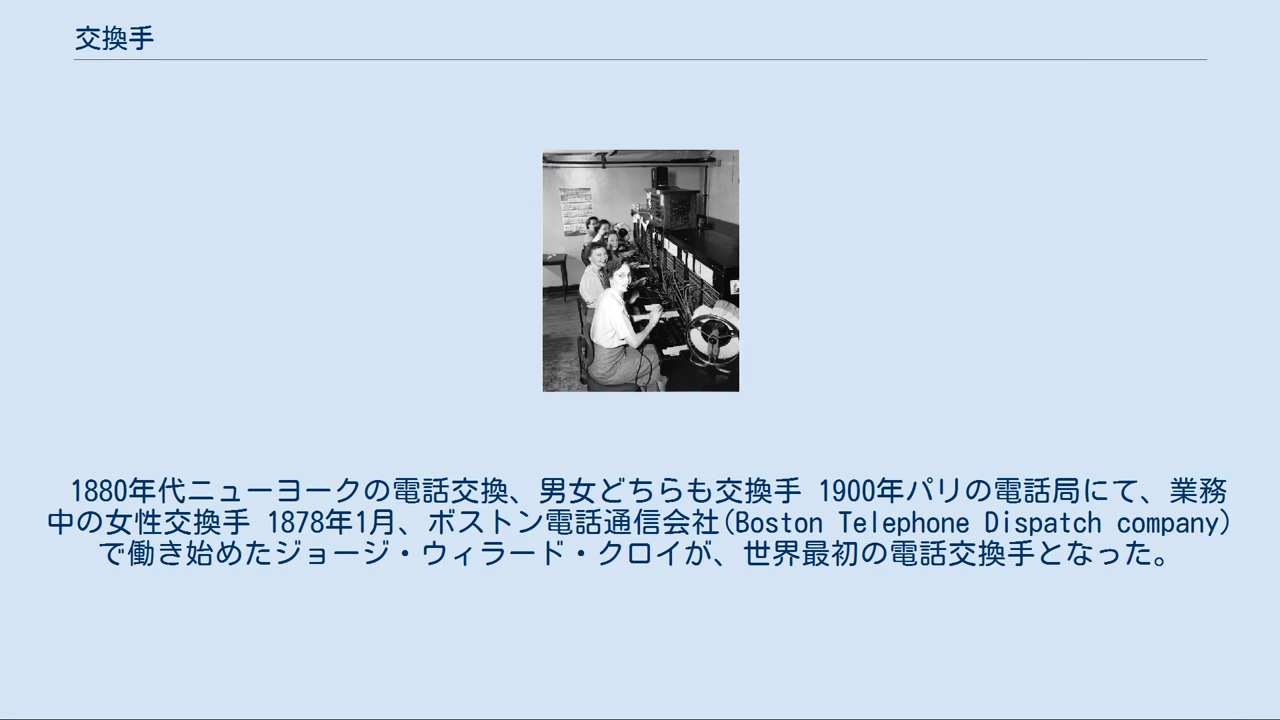 交換手
1880年代ニューヨークの電話交換、男女どちらも交換手 1900年パリの電話局にて、業務
中の女性交換手 1878年1月、ボストン電話通信会社(Boston Telephone Dispatch company)
で働き始めたジョージ・ウィラード・クロイが、世界最初の電話交換手となった。